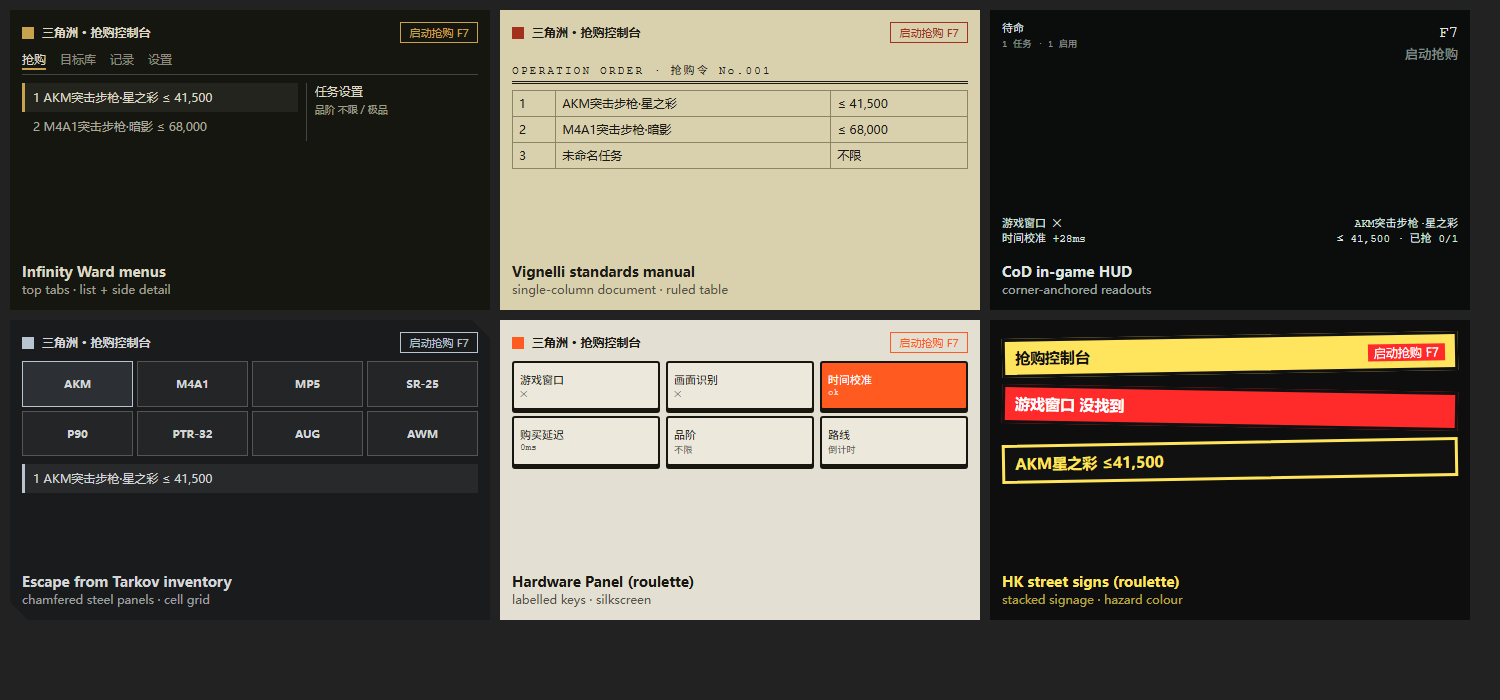 三角洲·抢购控制台
启动抢购 F7
抢购 目标库 记录 设置
1 AKM突击步枪·星之彩 ≤ 41,500
2 M4A1突击步枪·暗影 ≤ 68,000
任务设置
品阶 不限 / 极品
Infinity Ward menus
top tabs · list + side detail
三角洲·抢购控制台
启动抢购 F7
OPERATION ORDER · 抢购令 No.001
1 AKM突击步枪·星之彩 ≤ 41,500
2 M4A1突击步枪·暗影 ≤ 68,000
3 未命名任务 不限
Vignelli standards manual
single-column document · ruled table
待命
1 任务 · 1 启用
F7
启动抢购
游戏窗口 ×
时间校准 +28ms
AKM突击步枪·星之彩
≤ 41,500 · 已抢 0/1
CoD in-game HUD
corner-anchored readouts
三角洲·抢购控制台
启动抢购 F7
AKM M4A1 MP5 SR-25
P90 PTR-32 AUG AWM
1 AKM突击步枪·星之彩 ≤ 41,500
Escape from Tarkov inventory
chamfered steel panels · cell grid
三角洲·抢购控制台
启动抢购 F7
游戏窗口
×
画面识别
×
时间校准
ok
购买延迟
0ms
品阶
不限
路线
倒计时
Hardware Panel (roulette)
labelled keys · silkscreen
抢购控制台
启动抢购 F7
游戏窗口 没找到
AKM星之彩 ≤41,500
HK street signs (roulette)
stacked signage · hazard colour